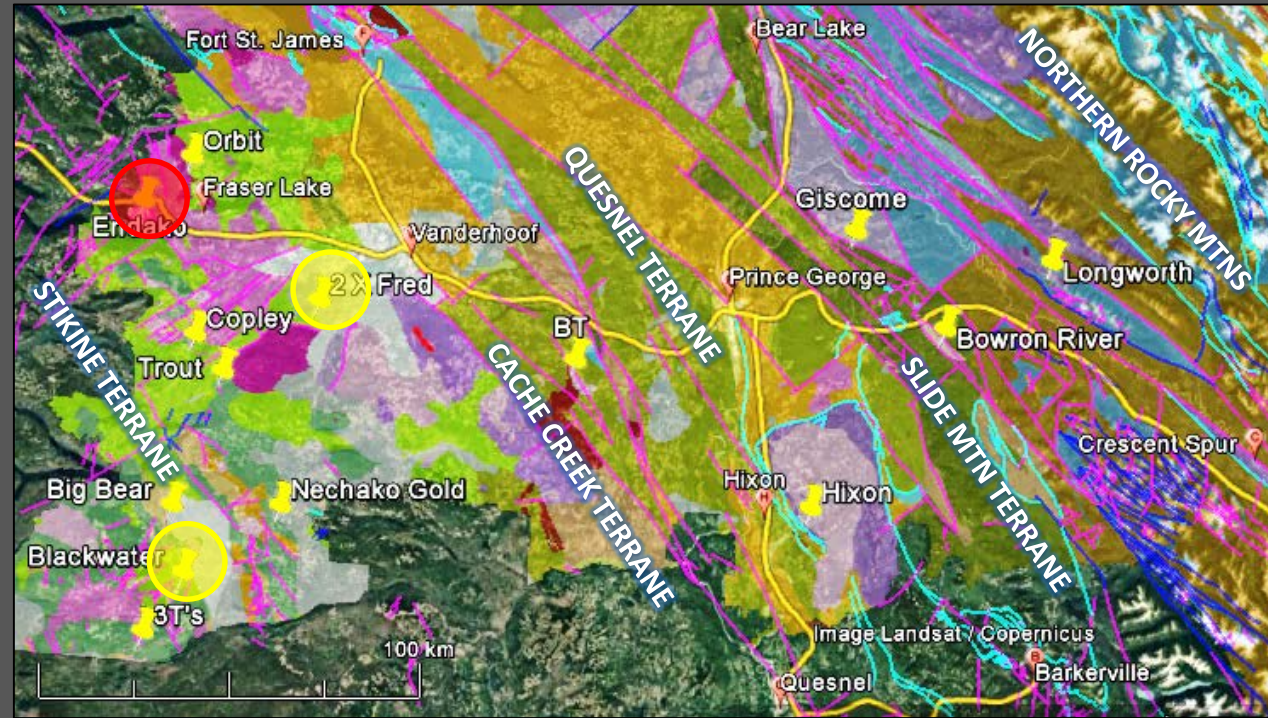 Fort St. James
Bear Lake
NORTHERN ROCKY MTNS
Orbit
Fraser Lake
Endako
QUESNEL TERRANE
Giscome
Vanderhoof
Longworth
Prince George
2 X Fred
STIKINE TERRANE
Copley
BT
Bowron River
Trout
CACHE CREEK TERRANE
SLIDE MTN TERRANE
Crescent Spur
Big Bear
Nechako Gold
Hixon
Hixon
Blackwater
3T's
Image Landsat / Copernicus
100 km
Barkerville
Quesnel